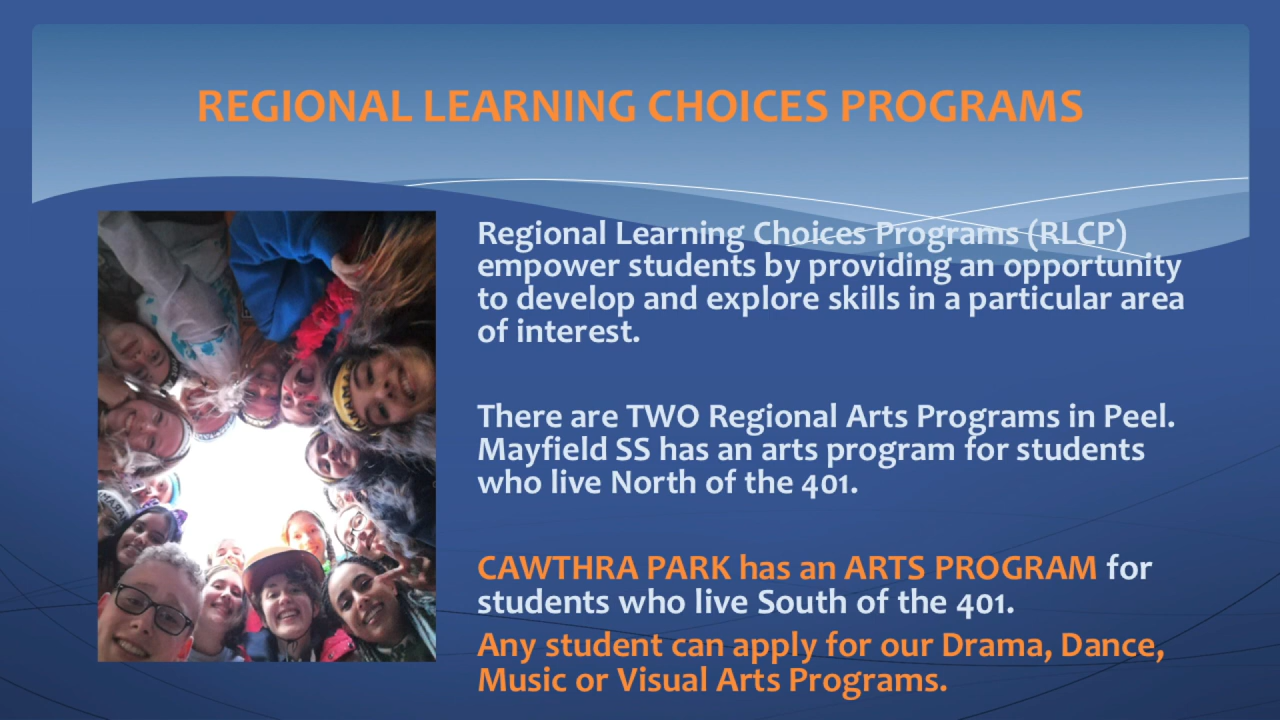 REGIONAL LEARNING CHOICES PROGRAMS
Regional Learning Choices Programs (RLCP)
empower students by providing an opportunity
to develop and explore skills in a particular area
of interest.
There are TWO Regional Arts Programs in Peel.
Mayfield SS has an arts program for students
who live North of the 401.
CAWTHRA PARK has an ARTS PROGRAM for
students who live South of the 401.
Any student can apply for our Drama, Dance,
Music or Visual Arts Programs.